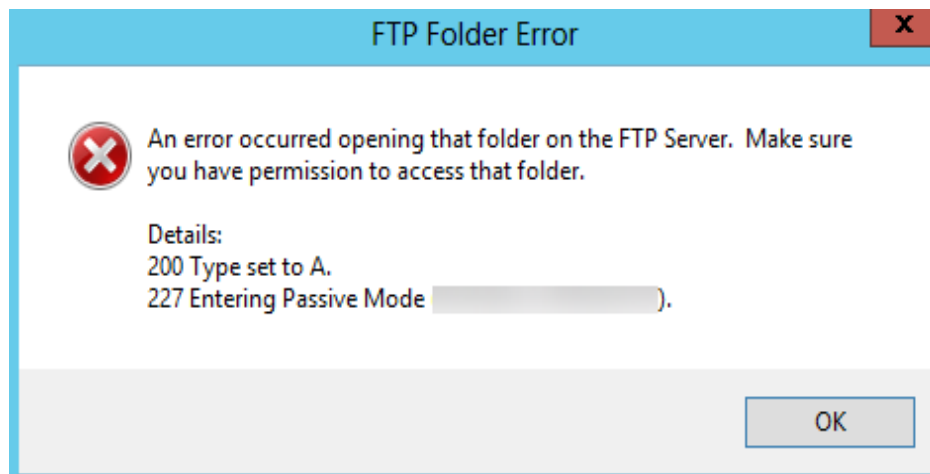 FTP Folder Error
x
An error occurred opening that folder on the FTP Server.  Make sure
you have permission to access that folder.
Details:
200 Type set to A.
227 Entering Passive Mode ).
OK